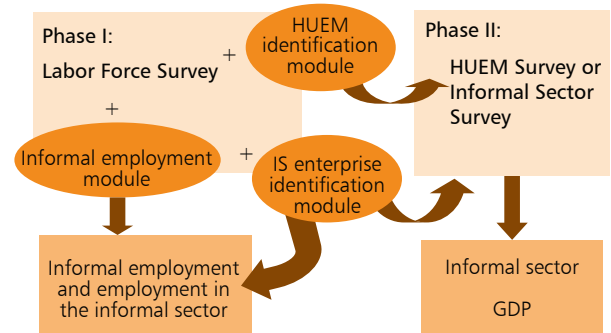 Phase I:
Labor Force Survey
+
HUEM
identification
module
Phase II:
HUEM Survey or
Informal Sector
Survey
+
Informal employment
module
+
IS enterprise
identification
module
Informal employment
and employment in
the informal sector
Informal sector
GDP